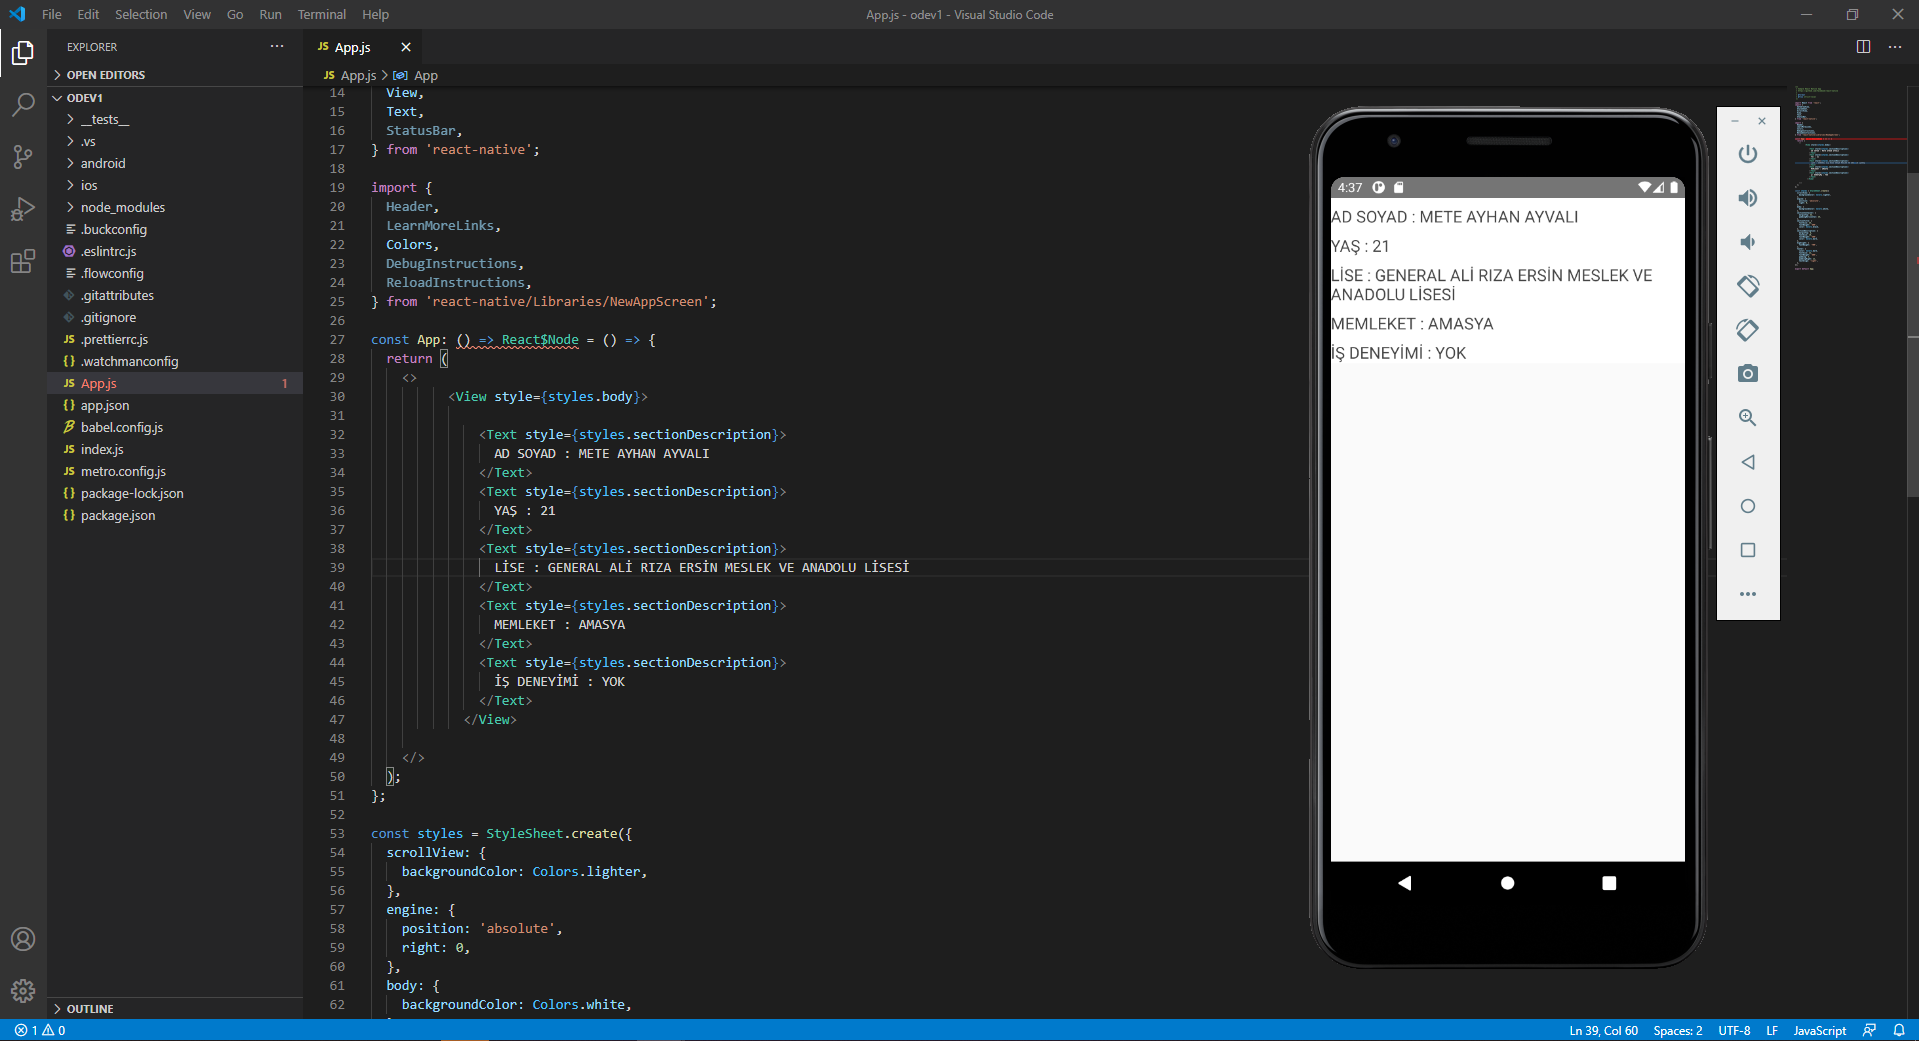 File Edit Selection View Go Run Terminal Help
App.js - odev1 - Visual Studio Code
EXPLORER
OPEN EDITORS
ODEV1
__tests__
.vs
android
ios
node_modules
.buckconfig
.eslintrc.js
.flowconfig
.gitattributes
.gitignore
JS .prettierrc.js
{} .watchmanconfig
JS App.js 1
{} app.json
babel.config.js
JS index.js
JS metro.config.js
{} package-lock.json
{} package.json
OUTLINE
JS App.js
JS App.js > App
14 View,
15 Text,
16 StatusBar,
17 } from 'react-native';
18
19 import {
20 Header,
21 LearnMoreLinks,
22 Colors,
23 DebugInstructions,
24 ReloadInstructions,
25 } from 'react-native/Libraries/NewAppScreen';
26
27 const App: () => React$Node = () => {
28 return (
29 <>
30 <View style={styles.body}>
31
32 <Text style={styles.sectionDescription}>
33 AD SOYAD : METE AYHAN AYVALI
34 </Text>
35 <Text style={styles.sectionDescription}>
36 YAŞ : 21
37 </Text>
38 <Text style={styles.sectionDescription}>
39 LİSE : GENERAL ALİ RIZA ERSİN MESLEK VE ANADOLU LİSESİ
40 </Text>
41 <Text style={styles.sectionDescription}>
42 MEMLEKET : AMASYA
43 </Text>
44 <Text style={styles.sectionDescription}>
45 İŞ DENEYİMİ : YOK
46 </Text>
47 </View>
48
49 </>
50 );
51 };
52
53 const styles = StyleSheet.create({
54 scrollView: {
55 backgroundColor: Colors.lighter,
56 },
57 engine: {
58 position: 'absolute',
59 right: 0,
60 },
61 body: {
62 backgroundColor: Colors.white,
4:37
AD SOYAD : METE AYHAN AYVALI
YAŞ : 21
LİSE : GENERAL ALİ RIZA ERSİN MESLEK VE
ANADOLU LİSESİ
MEMLEKET : AMASYA
İŞ DENEYİMİ : YOK
1 0
Ln 39, Col 60 Spaces: 2 UTF-8 LF JavaScript